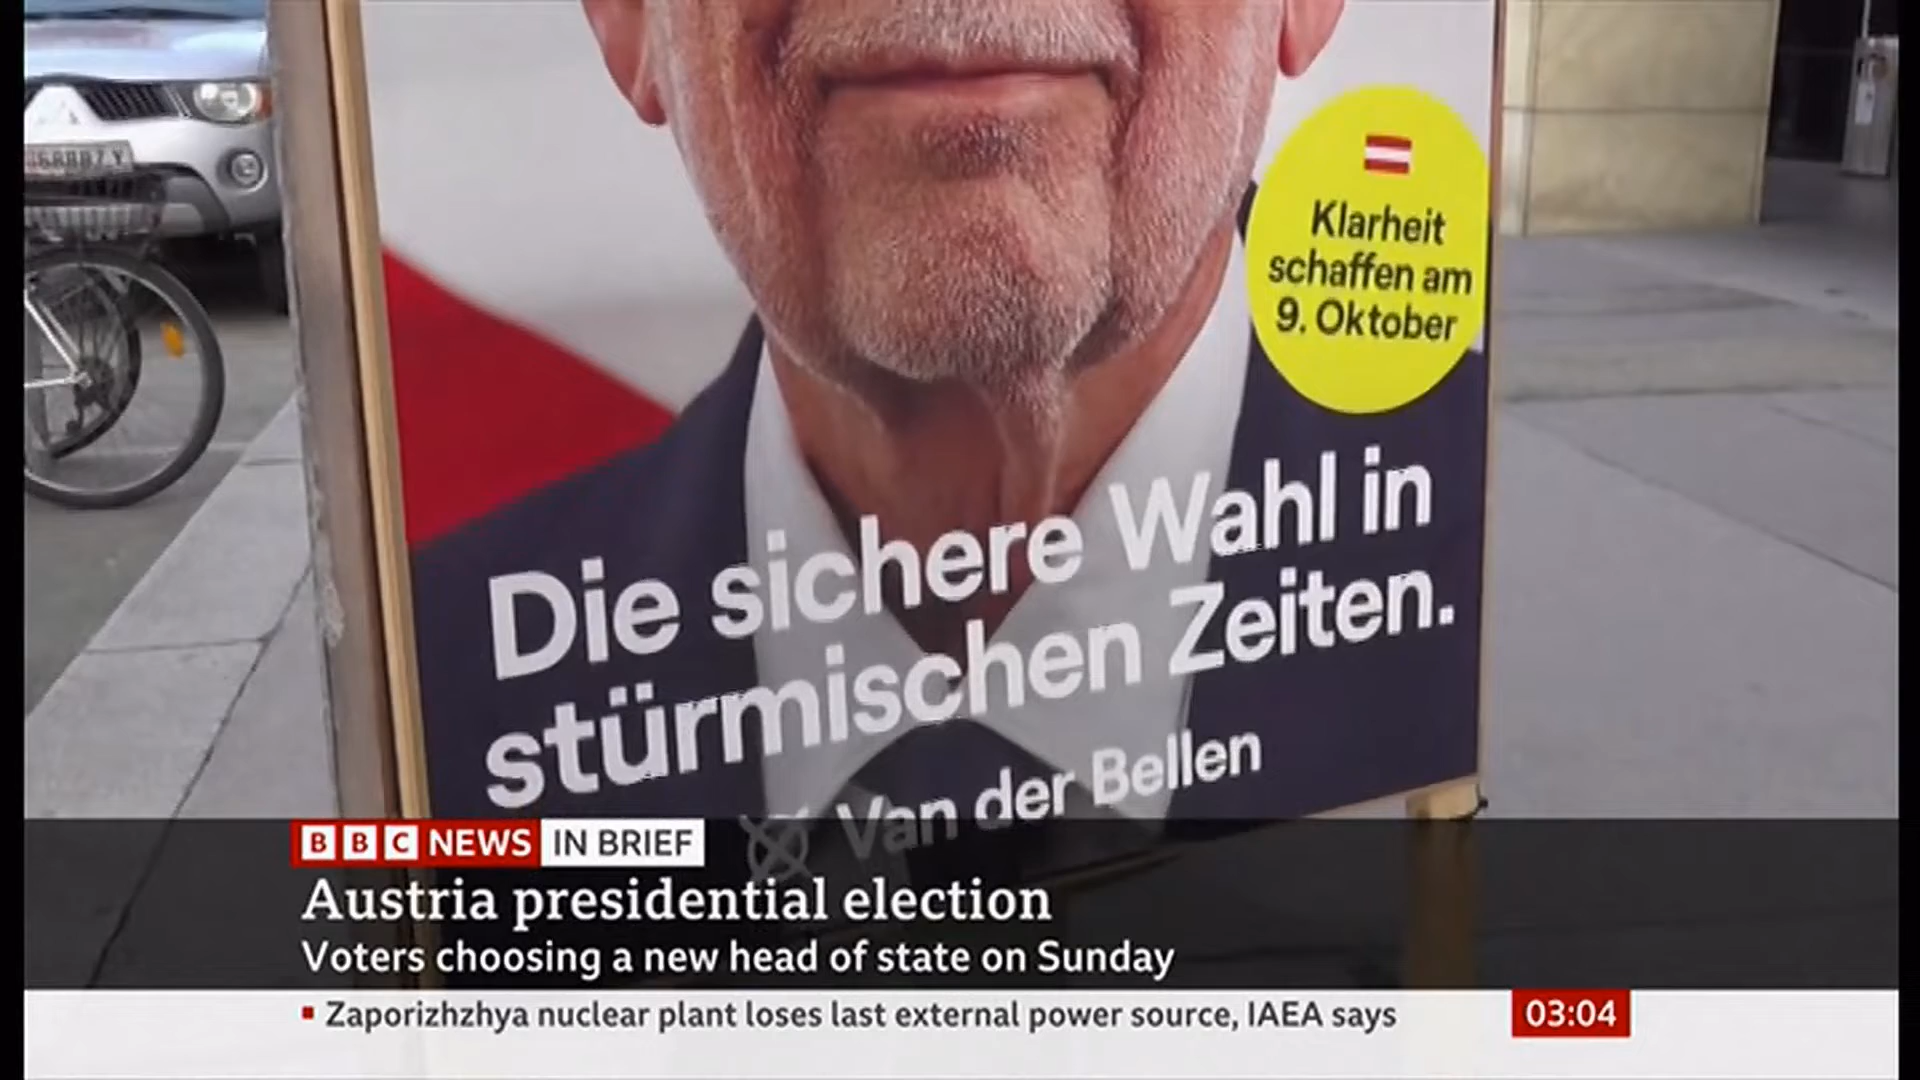 Klarheit
schaffen am
9. Oktober
Die sichere Wahl in
stürmischen Zeiten.
Van der Bellen
BBC NEWS IN BRIEF
Austria presidential election
Voters choosing a new head of state on Sunday
Zaporizhzhya nuclear plant loses last external power source, IAEA says
03:04